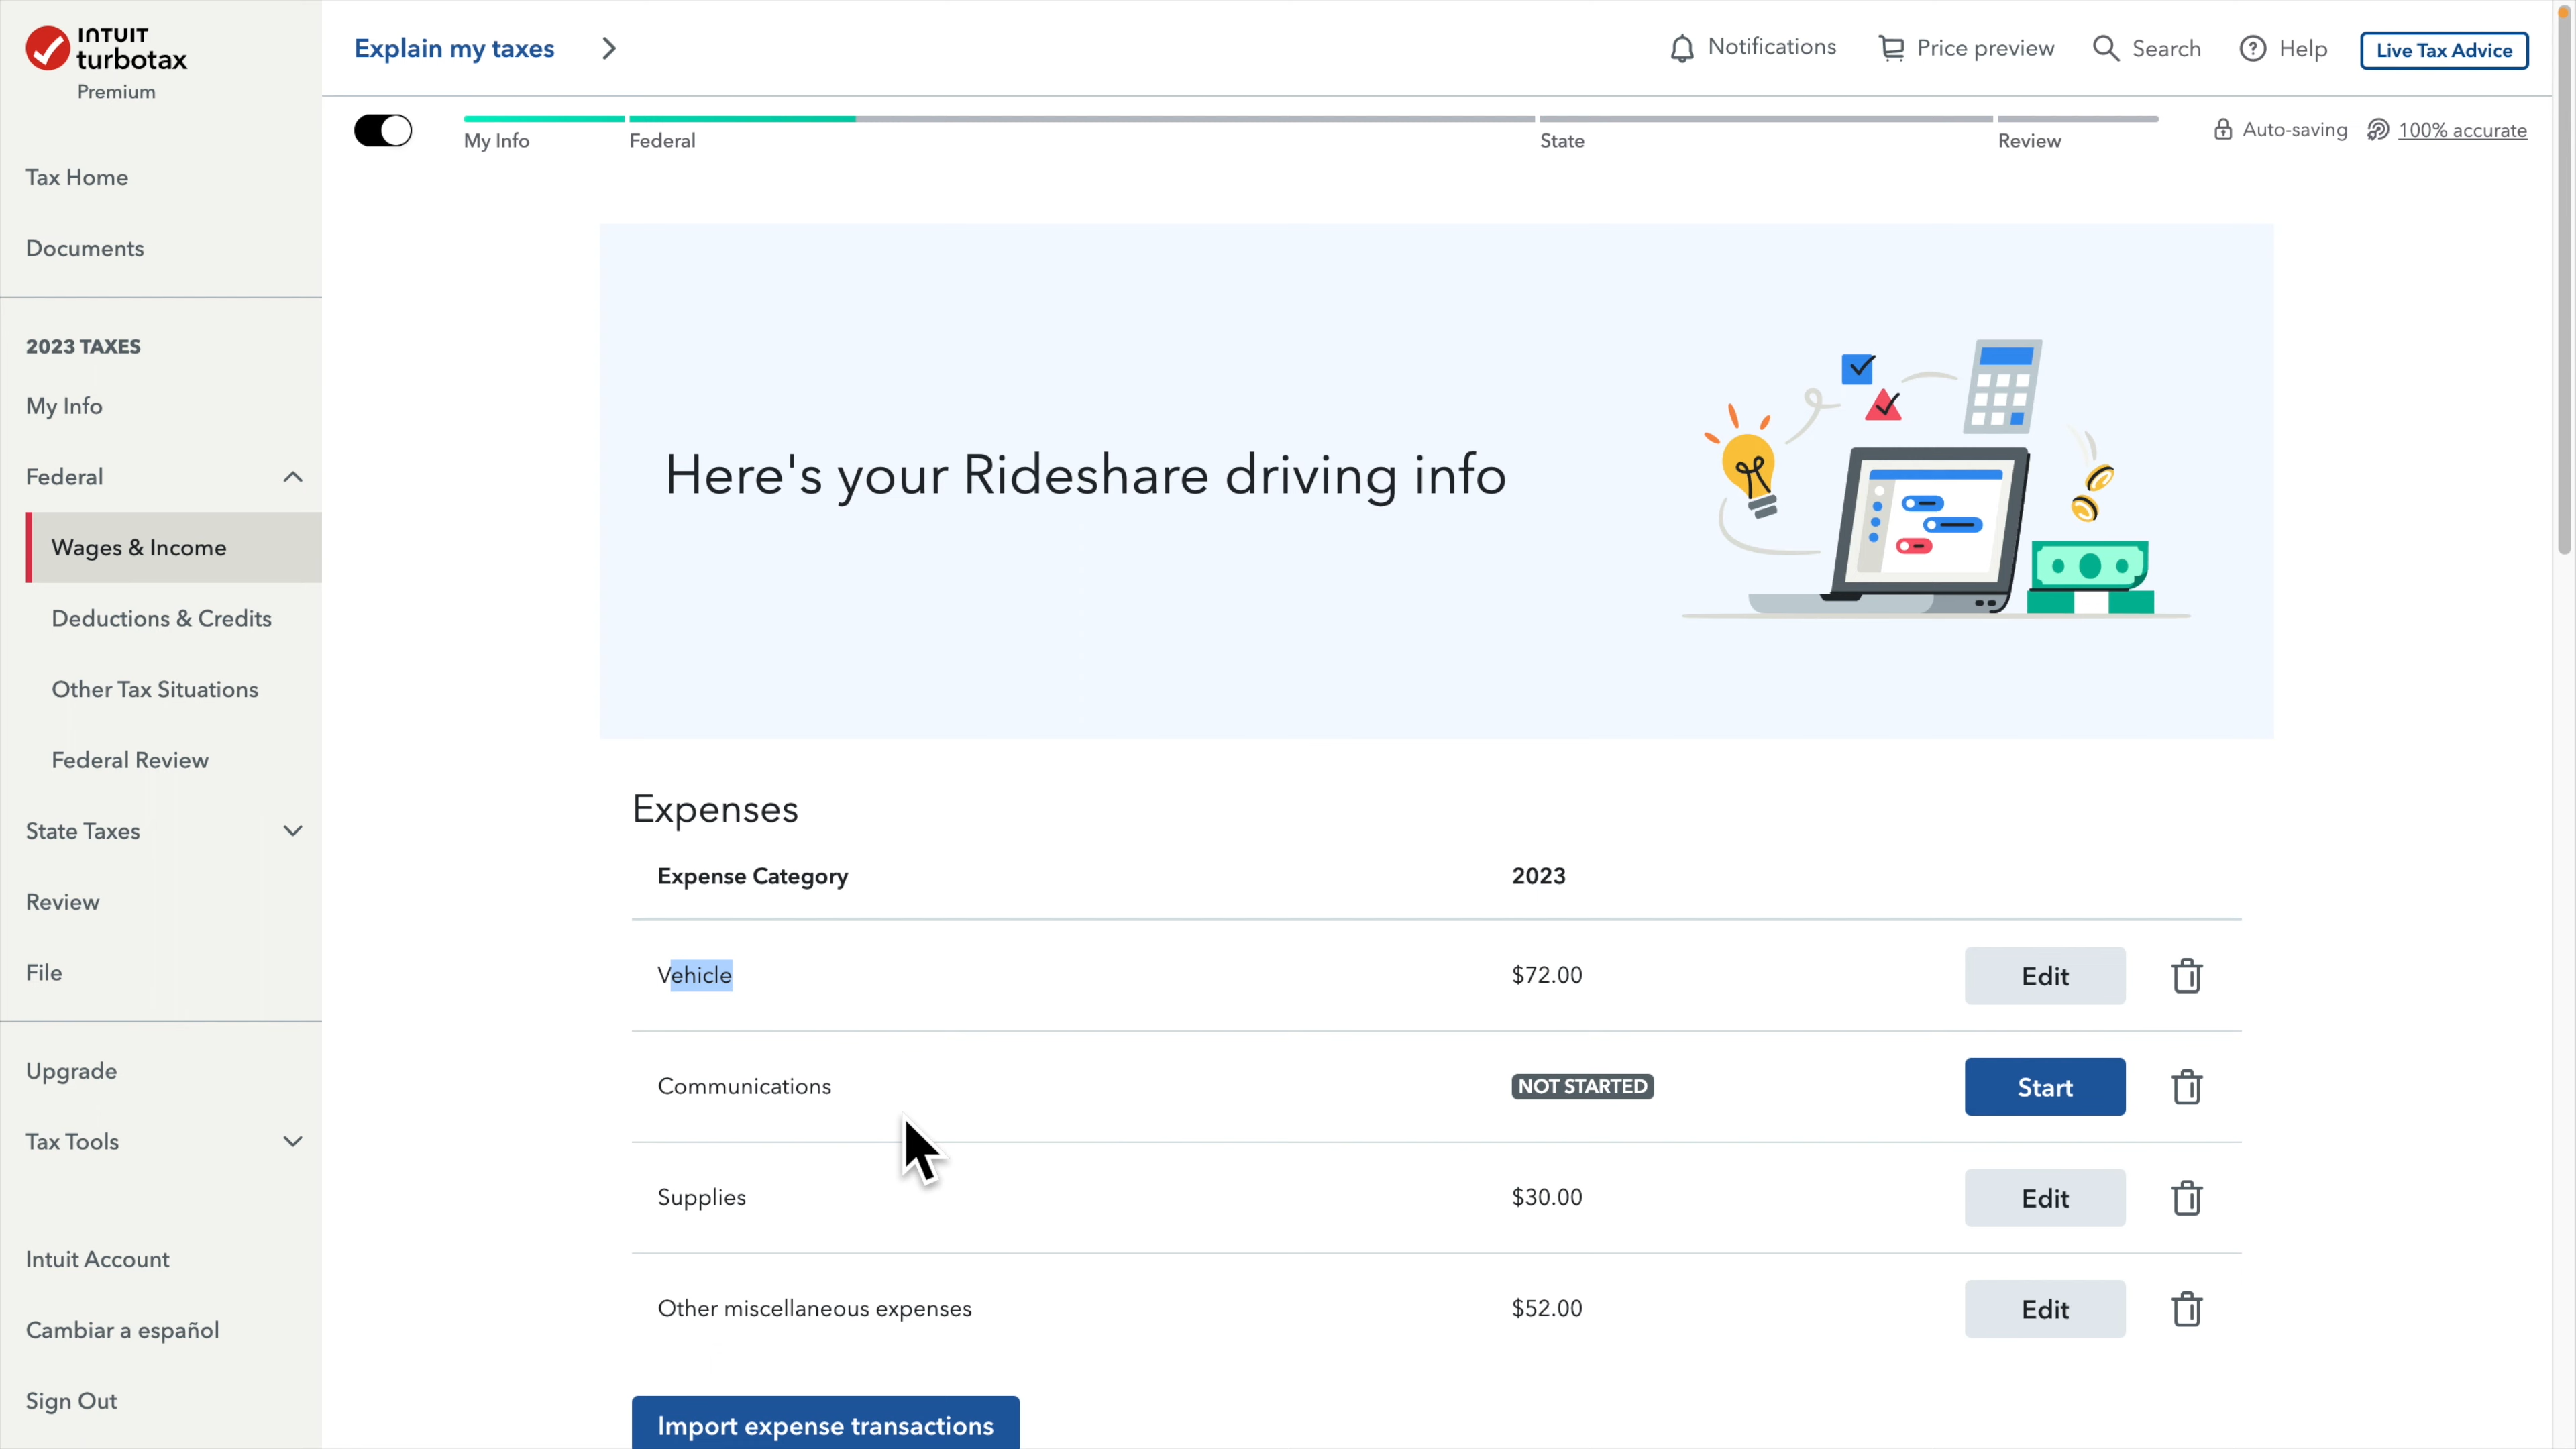 INTUIT
turbotax
Premium
Tax Home
Documents
2023 TAXES
My Info
Federal
Wages & Income
Deductions & Credits
Other Tax Situations
Federal Review
State Taxes
Review
File
Upgrade
Tax Tools
Intuit Account
Cambiar a español
Sign Out
Explain my taxes
Notifications
Price preview
Search
Help
Live Tax Advice
My Info
Federal
State
Review
Auto-saving
100% accurate
Here's your Rideshare driving info
Expenses
Expense Category 2023
Vehicle $72.00 Edit
Communications NOT STARTED Start
Supplies $30.00 Edit
Other miscellaneous expenses $52.00 Edit
Import expense transactions